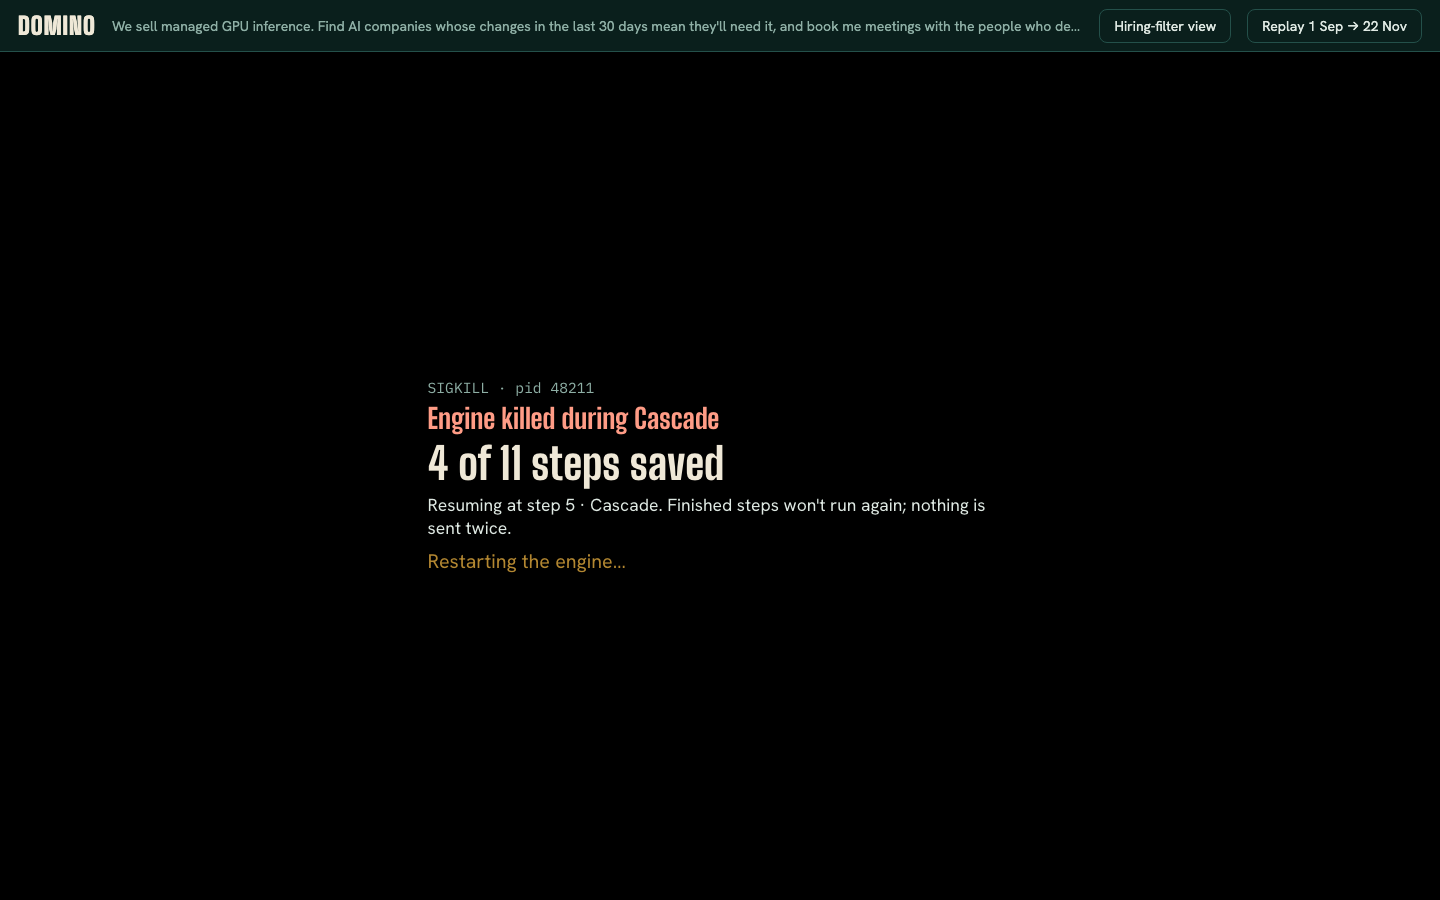 DOMINO
We sell managed GPU inference. Find AI companies whose changes in the last 30 days mean they'll need it, and book me meetings with the people who de...
Hiring-filter view
Replay 1 Sep → 22 Nov
SIGKILL · pid 48211
Engine killed during Cascade
4 of 11 steps saved
Resuming at step 5 · Cascade. Finished steps won't run again; nothing is
sent twice.
Restarting the engine...